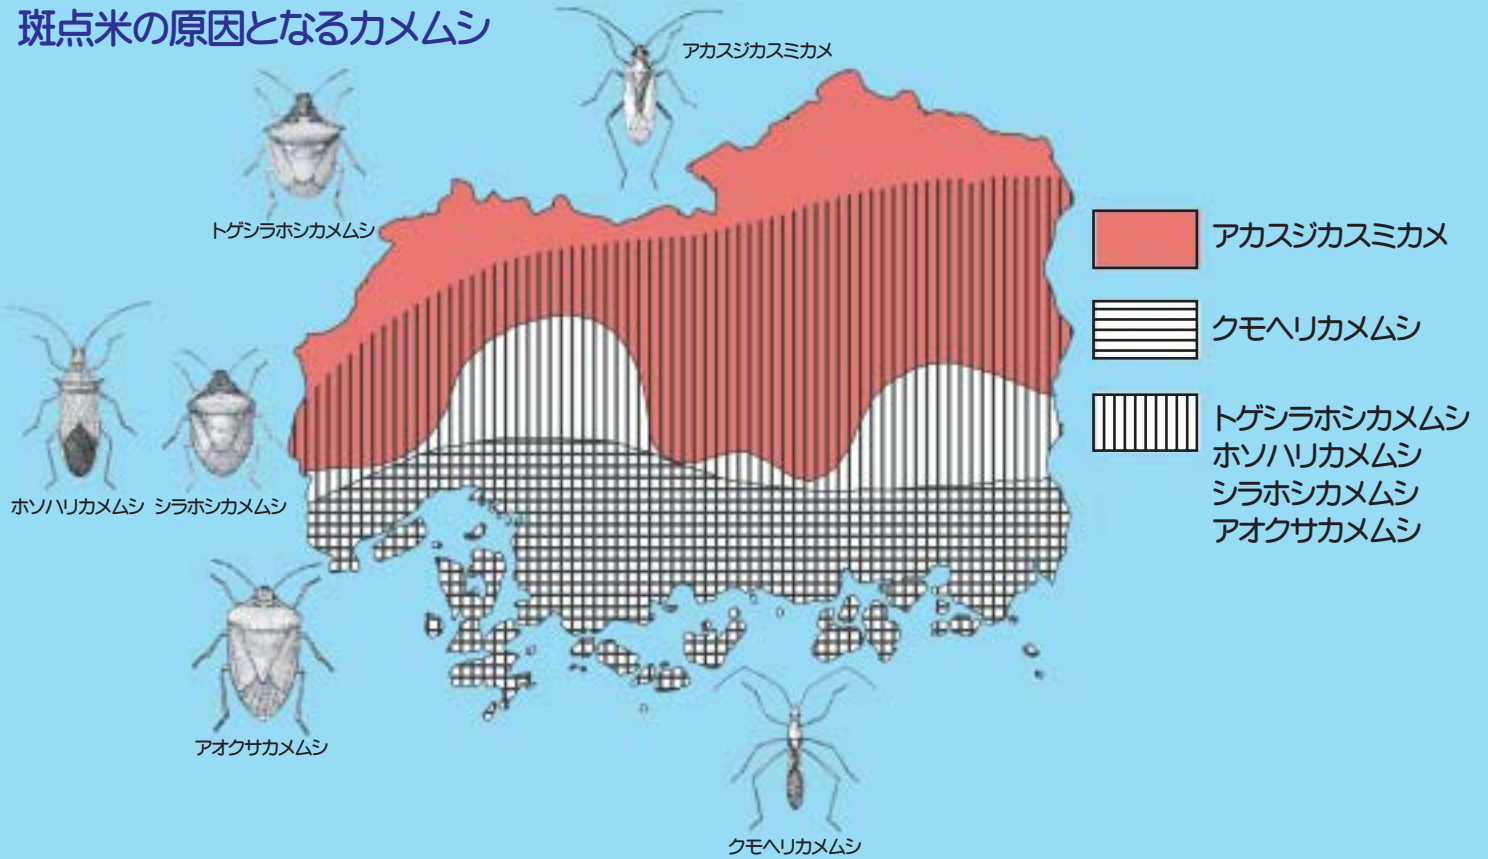 斑点米の原因となるカメムシ
アカスジカスミカメ
トゲシラホシカメムシ
ホソハリカメムシ
シラホシカメムシ
アオクサカメムシ
クモヘリカメムシ
アカスジカスミカメ
クモヘリカメムシ
トゲシラホシカメムシ
ホソハリカメムシ
シラホシカメムシ
アオクサカメムシ